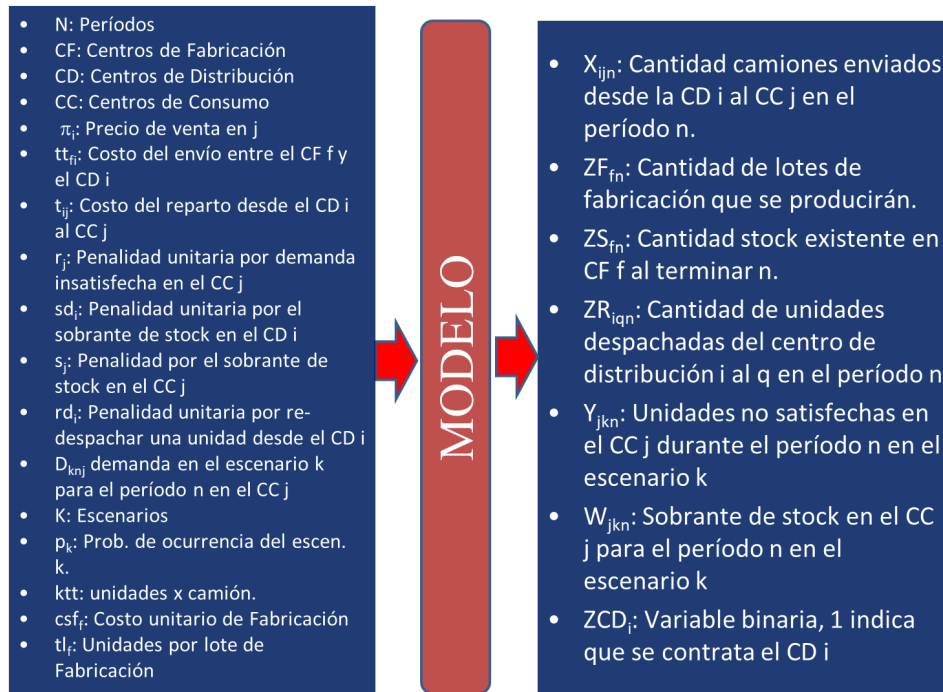 • N: Períodos
• CF: Centros de Fabricación
• CD: Centros de Distribución
• CC: Centros de Consumo
• πi: Precio de venta en j
• ttfi: Costo del envío entre el CF f y
el CD i
• tij: Costo del reparto desde el CD i
al CC j
• rj: Penalidad unitaria por demanda
insatisfecha en el CC j
• sdi: Penalidad unitaria por el
sobrante de stock en el CD i
• sj: Penalidad por el sobrante de
stock en el CC j
• rdi: Penalidad unitaria por re-
despachar una unidad desde el CD i
• Dknj demanda en el escenario k
para el período n en el CC j
• K: Escenarios
• pk: Prob. de ocurrencia del escen.
k.
• ktt: unidades x camión.
• csff: Costo unitario de Fabricación
• tlf: Unidades por lote de
Fabricación
MODELO
• Xijn: Cantidad camiones enviados
desde la CD i al CC j en el
período n.
• ZFfn: Cantidad de lotes de
fabricación que se producirán.
• ZSfn: Cantidad stock existente en
CF f al terminar n.
• ZRiqn: Cantidad de unidades
despachadas del centro de
distribución i al q en el período n
• Yjkn: Unidades no satisfechas en
el CC j durante el período n en el
escenario k
• Wjkn: Sobrante de stock en el CC
j para el período n en el
escenario k
• ZCDi: Variable binaria, 1 indica
que se contrata el CD i